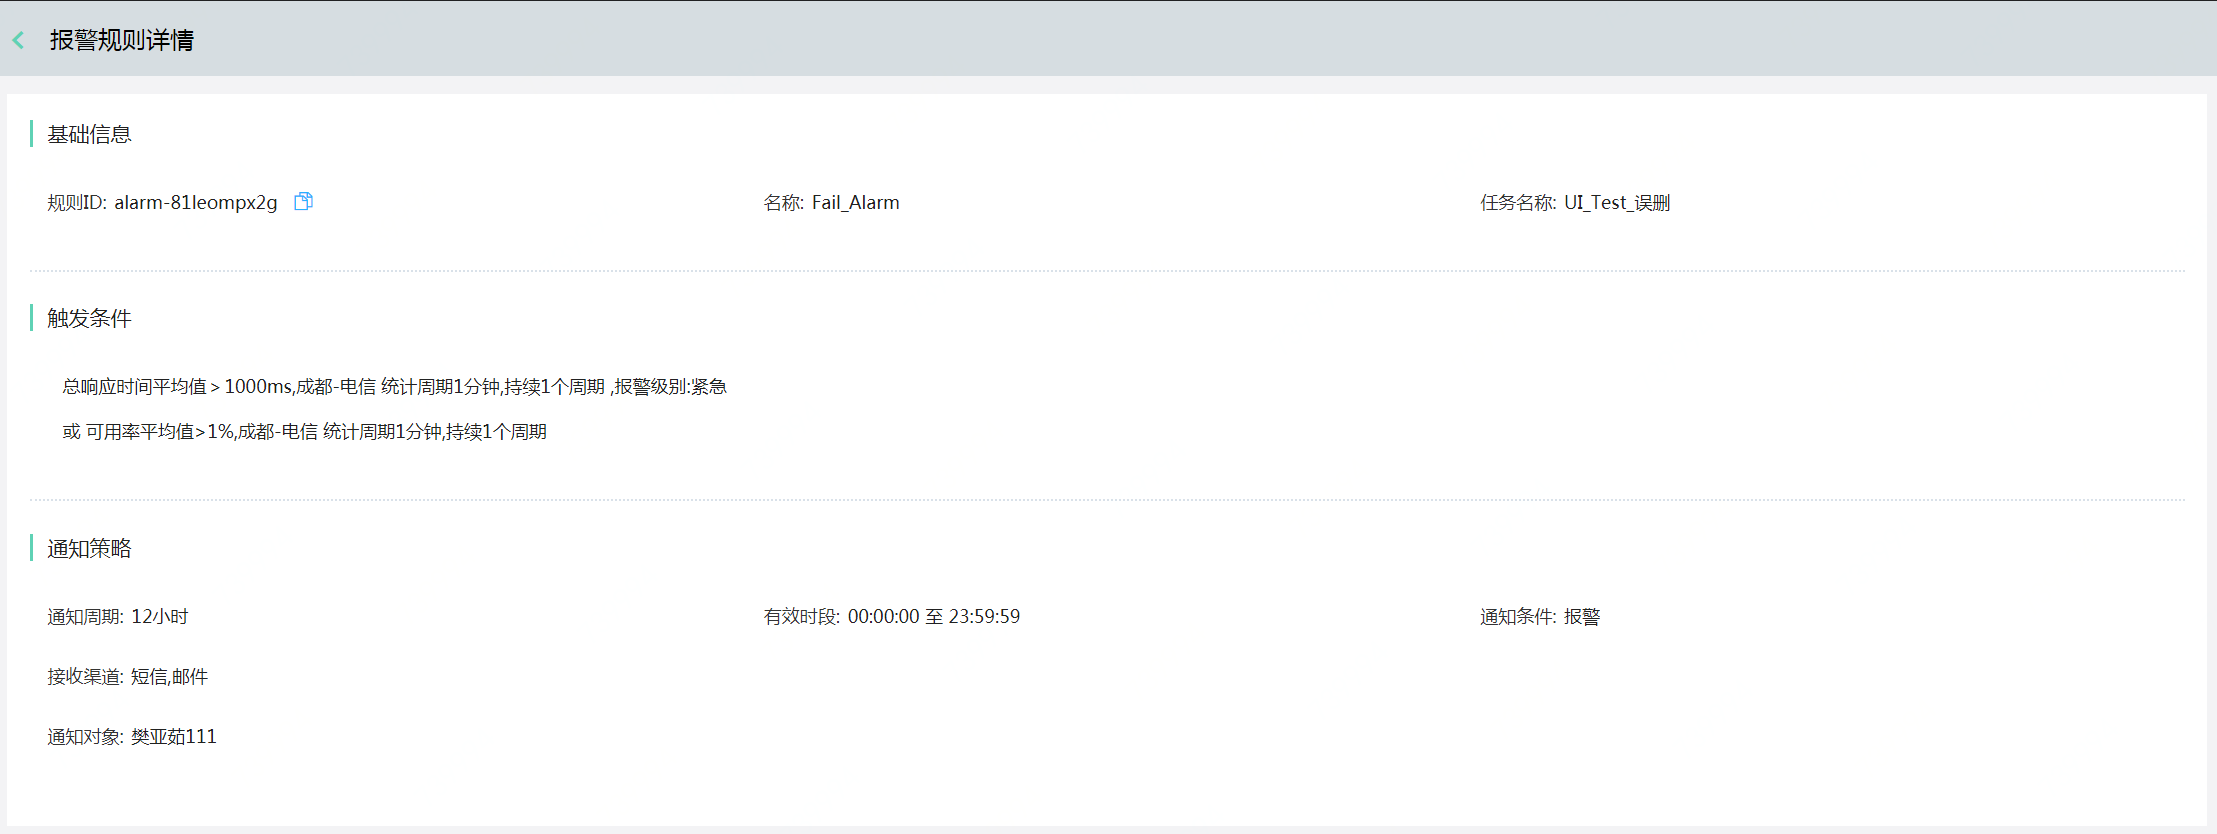 报警规则详情
基础信息
规则ID: alarm-81leompx2g 名称: Fail_Alarm 任务名称: UI_Test_误删
触发条件
总响应时间平均值＞1000ms,成都-电信 统计周期1分钟,持续1个周期 ,报警级别:紧急
或 可用率平均值>1%,成都-电信 统计周期1分钟,持续1个周期
通知策略
通知周期: 12小时 有效时段: 00:00:00 至 23:59:59 通知条件: 报警
接收渠道: 短信,邮件
通知对象: 樊亚茹111